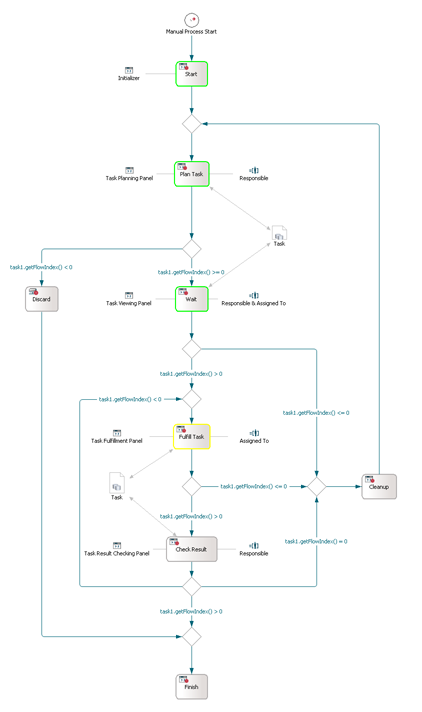 Manual Process Start
Start
Initializer
Plan Task
Task Planning Panel
Responsible
Task
task1.getFlowIndex() < 0
task1.getFlowIndex() >= 0
Discard
Wait
Task Viewing Panel
Responsible & Assigned To
task1.getFlowIndex() > 0
task1.getFlowIndex() < 0
task1.getFlowIndex() <= 0
Fulfill Task
Task Fulfillment Panel
Assigned To
task1.getFlowIndex() <= 0
Cleanup
Task
task1.getFlowIndex() > 0
task1.getFlowIndex() = 0
Check Result
Task Result Checking Panel
Responsible
task1.getFlowIndex() > 0
Finish